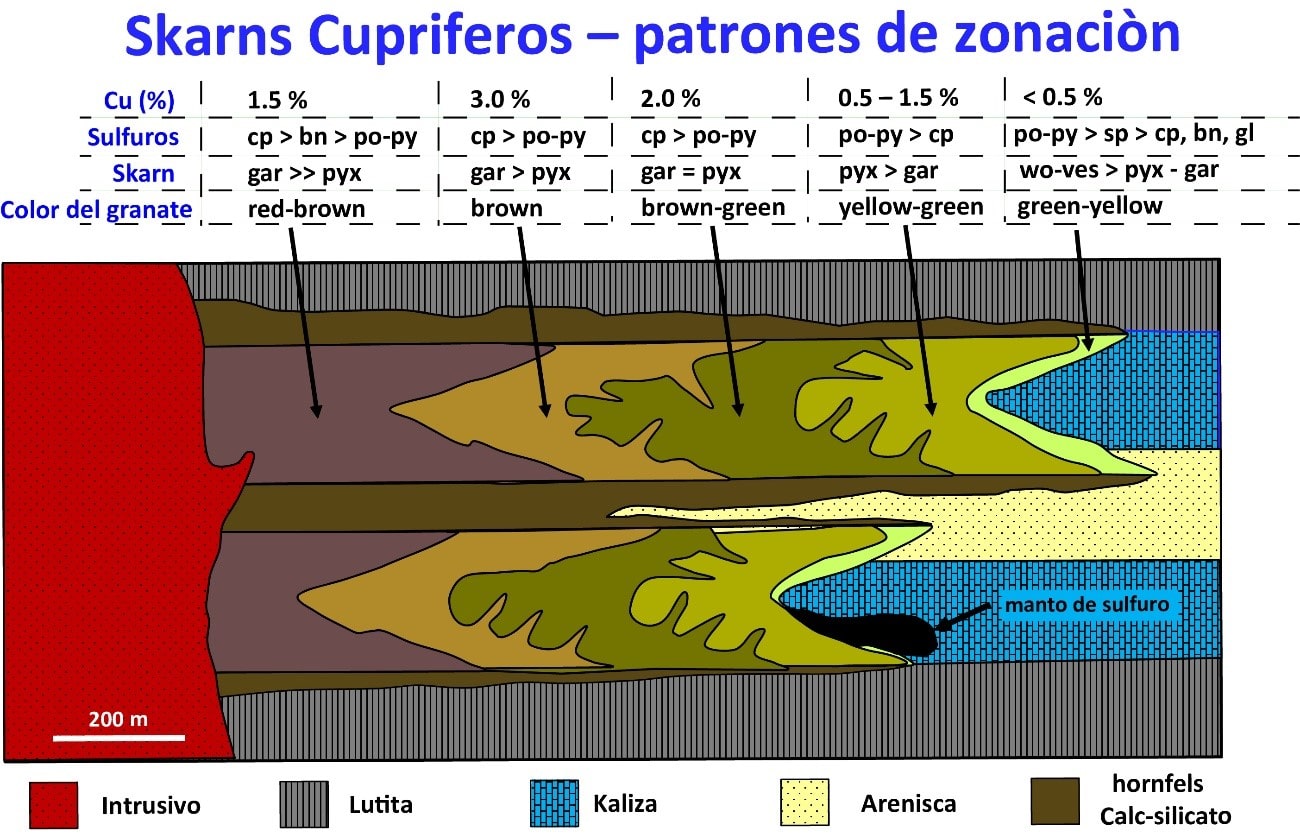 Skarns Cupriferos – patrones de zonaciòn
Cu (%) 1.5 % 3.0 % 2.0 % 0.5 – 1.5 % < 0.5 %
Sulfuros cp > bn > po-py cp > po-py cp > po-py po-py > cp po-py > sp > cp, bn, gl
Skarn gar >> pyx gar > pyx gar = pyx pyx > gar wo-ves > pyx - gar
Color del granate red-brown brown brown-green yellow-green green-yellow
manto de sulfuro
200 m
Intrusivo Lutita Kaliza Arenisca hornfels
Calc-silicato